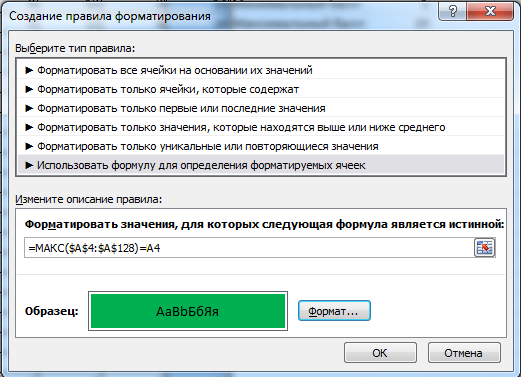 Создание правила форматирования
Выберите тип правила:
► Форматировать все ячейки на основании их значений
► Форматировать только ячейки, которые содержат
► Форматировать только первые или последние значения
► Форматировать только значения, которые находятся выше или ниже среднего
► Форматировать только уникальные или повторяющиеся значения
► Использовать формулу для определения форматируемых ячеек
Измените описание правила:
Форматировать значения, для которых следующая формула является истинной:
=МАКС($A$4:$A$128)=A4
Образец:
АаВbБбЯя
Формат...
ОК
Отмена